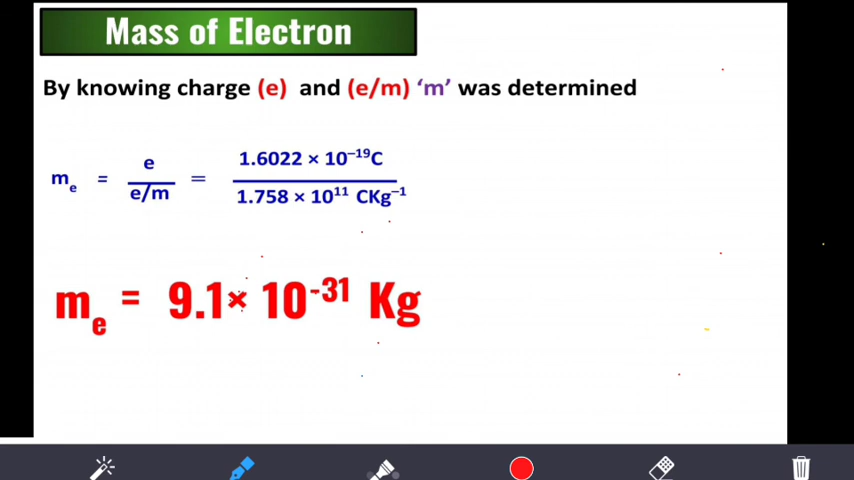 Mass of Electron
By knowing charge (e) and (e/m) ‘m’ was determined
mₑ = e / e/m = 1.6022 × 10⁻¹⁹C / 1.758 × 10¹¹ CKg⁻¹
mₑ = 9.1× 10⁻³¹ Kg